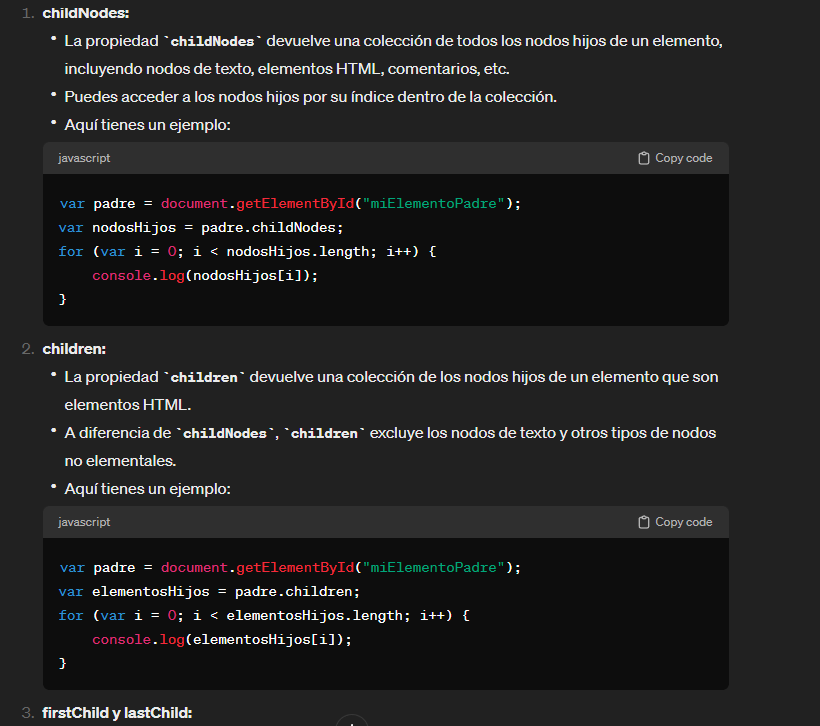 1. childNodes:
• La propiedad `childNodes` devuelve una colección de todos los nodos hijos de un elemento,
incluyendo nodos de texto, elementos HTML, comentarios, etc.
• Puedes acceder a los nodos hijos por su índice dentro de la colección.
• Aquí tienes un ejemplo:
javascript Copy code
var padre = document.getElementById("miElementoPadre");
var nodosHijos = padre.childNodes;
for (var i = 0; i < nodosHijos.length; i++) {
    console.log(nodosHijos[i]);
}
2. children:
• La propiedad `children` devuelve una colección de los nodos hijos de un elemento que son
elementos HTML.
• A diferencia de `childNodes`, `children` excluye los nodos de texto y otros tipos de nodos
no elementales.
• Aquí tienes un ejemplo:
javascript Copy code
var padre = document.getElementById("miElementoPadre");
var elementosHijos = padre.children;
for (var i = 0; i < elementosHijos.length; i++) {
    console.log(elementosHijos[i]);
}
3. firstChild y lastChild: